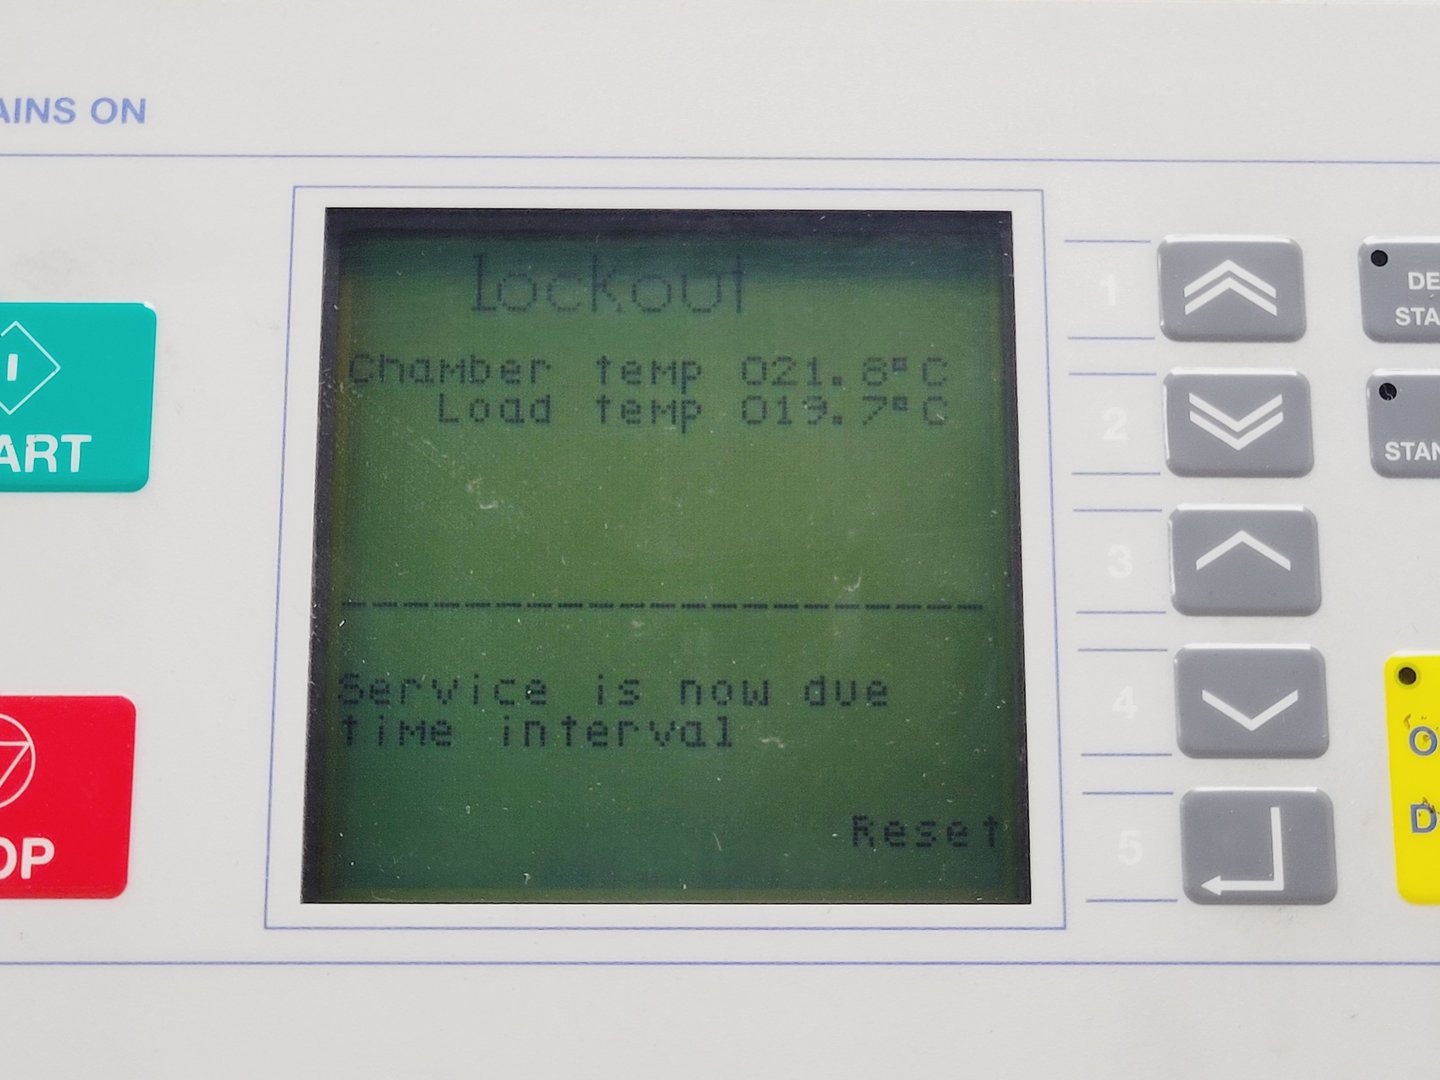 AINS ON
Lockout
Chamber temp 021.8°C
Load temp 019.7°C
Service is now due
time interval
Reset
ART
OP
1
2
3
4
5
DE
STA
STAN
O
D